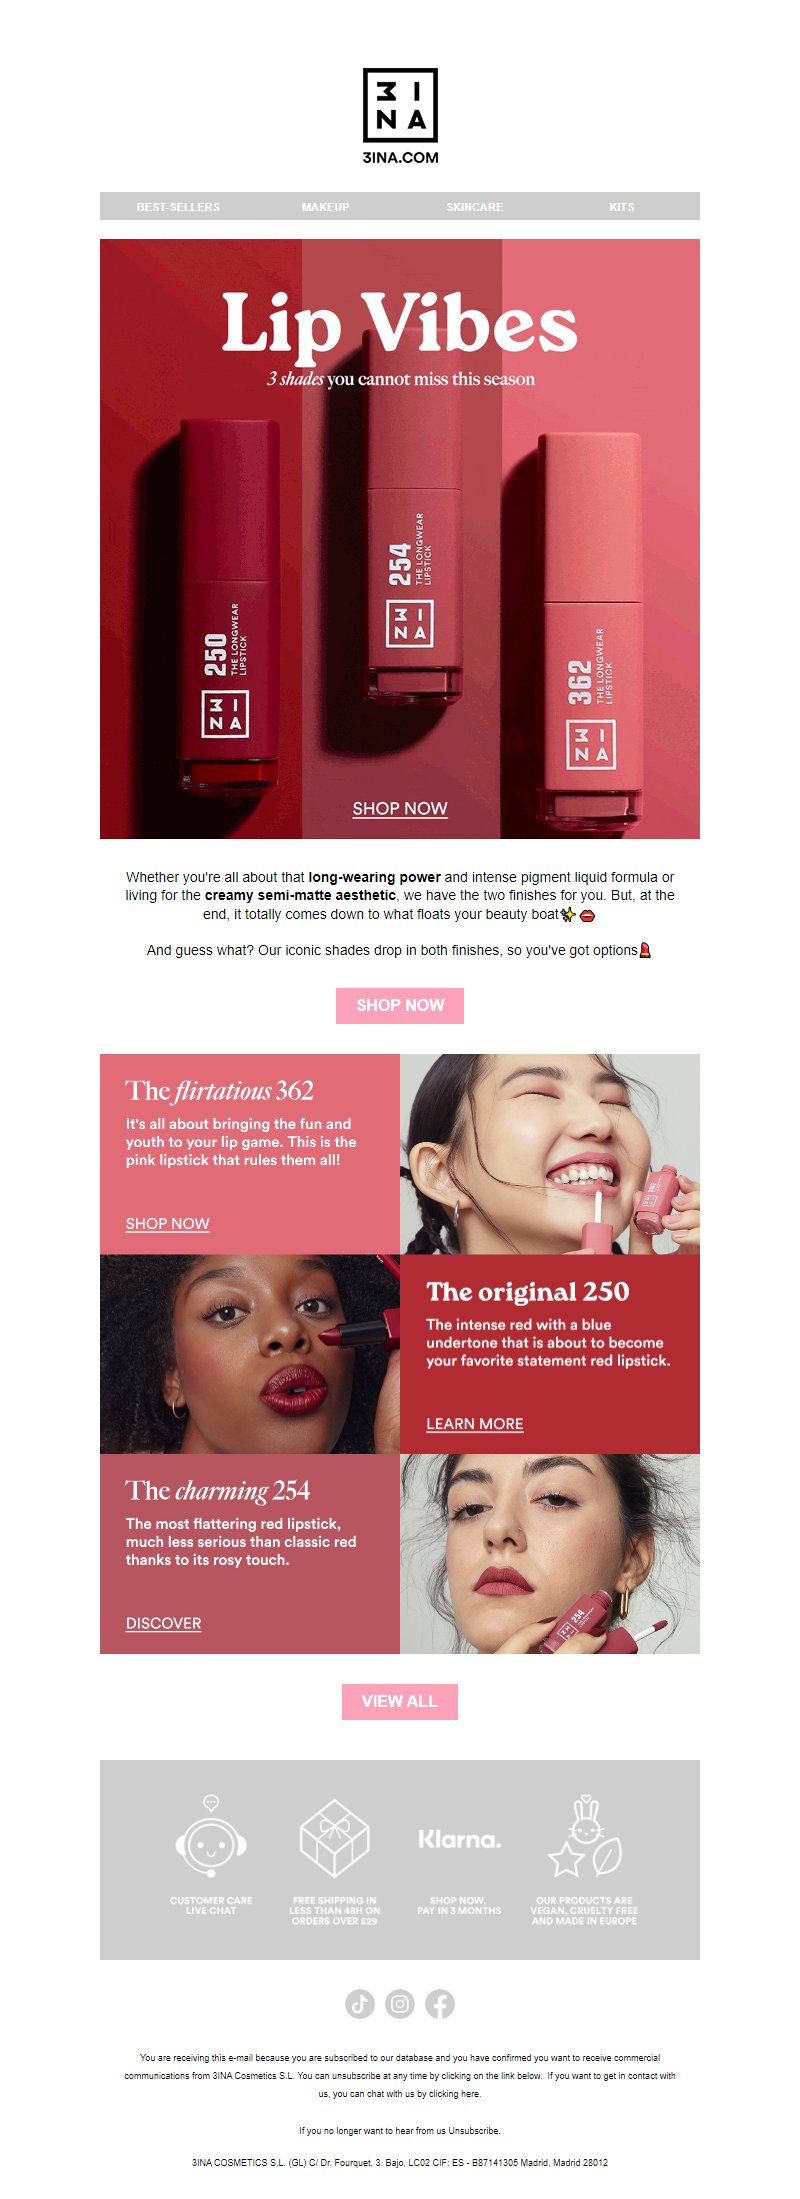 3INA
3INA.COM
BEST-SELLERS MAKEUP SKINCARE KITS
Lip Vibes
3 shades you cannot miss this season
250 THE LONGWEAR LIPSTICK
3INA
254 THE LONGWEAR LIPSTICK
3INA
362 THE LONGWEAR LIPSTICK
3INA
SHOP NOW
Whether you're all about that long-wearing power and intense pigment liquid formula or
living for the creamy semi-matte aesthetic, we have the two finishes for you. But, at the
end, it totally comes down to what floats your beauty boat✨👄
And guess what? Our iconic shades drop in both finishes, so you've got options💄
SHOP NOW
The flirtatious 362
It's all about bringing the fun and
youth to your lip game. This is the
pink lipstick that rules them all!
SHOP NOW
362
3INA
The original 250
The intense red with a blue
undertone that is about to become
your favorite statement red lipstick.
LEARN MORE
The charming 254
The most flattering red lipstick,
much less serious than classic red
thanks to its rosy touch.
DISCOVER
254
3INA
VIEW ALL
CUSTOMER CARE
LIVE CHAT
FREE SHIPPING IN
LESS THAN 48H ON
ORDERS OVER £29
Klarna.
SHOP NOW,
PAY IN 3 MONTHS
OUR PRODUCTS ARE
VEGAN, CRUELTY FREE
AND MADE IN EUROPE
You are receiving this e-mail because you are subscribed to our database and you have confirmed you want to receive commercial
communications from 3INA Cosmetics S.L. You can unsubscribe at any time by clicking on the link below. If you want to get in contact with
us, you can chat with us by clicking here.
If you no longer want to hear from us Unsubscribe.
3INA COSMETICS S.L. (GL) C/ Dr. Fourquet, 3. Bajo, LC02 CIF: ES - B87141305 Madrid, Madrid 28012